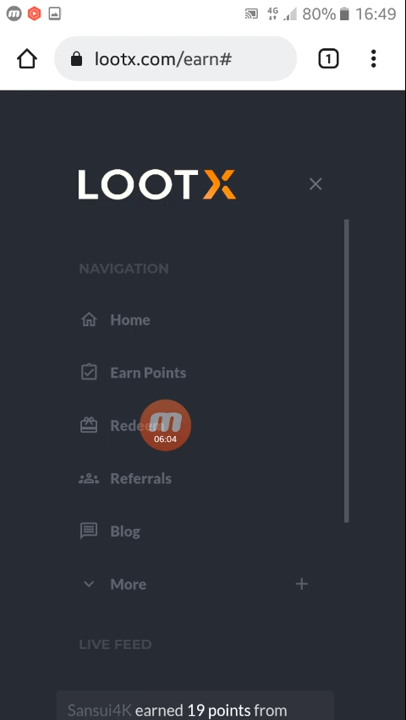 4G 80% 16:49
lootx.com/earn# 1
LOOTX
NAVIGATION
Home
Earn Points
Redeem
06:04
Referrals
Blog
More
LIVE FEED
Sansui4K earned 19 points from